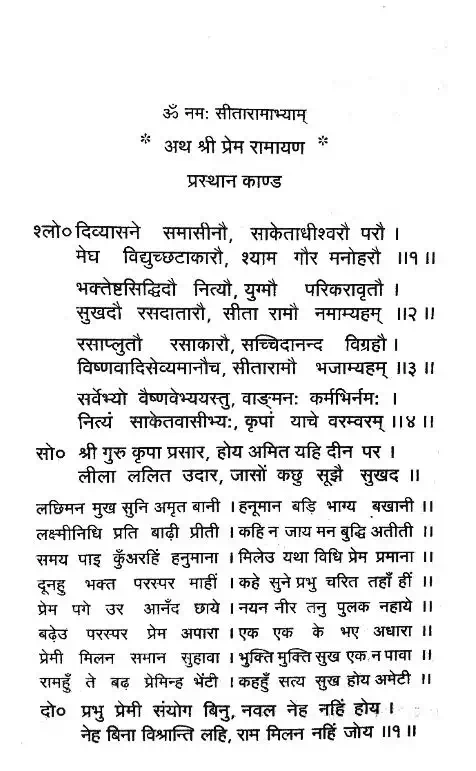 ॐ नमः सीतारामाभ्याम्
* अथ श्री प्रेम रामायण *
प्रस्थान काण्ड
श्लो० दिव्यासने समासीनौ, साकेताधीश्वरौ परौ ।
मेघ विद्युच्छटाकारौ, श्याम गौर मनोहरौ ॥१॥
भक्तेष्टसिद्धिदौ नित्यौ, युग्मौ परिकरावृतौ ।
सुखदौ रसदातारौ, सीता रामौ नमाम्यहम् ॥२॥
रसाप्लुतौ रसाकारौ, सच्चिदानन्द विग्रहौ ।
विष्णवादिसेव्यमानौच, सीतारामौ भजाम्यहम् ॥३॥
सर्वेभ्यो वैष्णवेभ्ययस्तु, वाङ्मनः कर्मभिर्नमः ।
नित्यं साकेतवासीभ्यः, कृपां याचे वरम्वरम् ॥४॥
सो० श्री गुरु कृपा प्रसार, होय अमित यहि दीन पर ।
लीला ललित उदार, जासों कछु सूझै सुखद ॥
लछिमन मुख सुनि अमृत बानी । हनूमान बड़ि भाग्य बखानी ॥
लक्ष्मीनिधि प्रति बाढ़ी प्रीती । कहि न जाय मन बुद्धि अतीती ॥
समय पाइ कुँअरहिं हनुमाना । मिलेउ यथा विधि प्रेम प्रमाना ॥
दूनहु भक्त परस्पर माहीं । कहे सुने प्रभु चरित तहाँ हीं ॥
प्रेम पगे उर आनँद छाये । नयन नीर तनु पुलक नहाये ॥
बढ़ेउ परस्पर प्रेम अपारा । एक एक के भए अधारा ॥
प्रेमी मिलन समान सुहावा । भुक्ति मुक्ति सुख एक न पावा ॥
रामहुँ ते बढ़ प्रेमिन्ह भेंटी । कहहुँ सत्य सुख होय अमेटी ॥
दो० प्रभु प्रेमी संयोग बिनु, नवल नेह नहिं होय ।
नेह बिना विश्रान्ति लहि, राम मिलन नहिं जोय ॥१॥